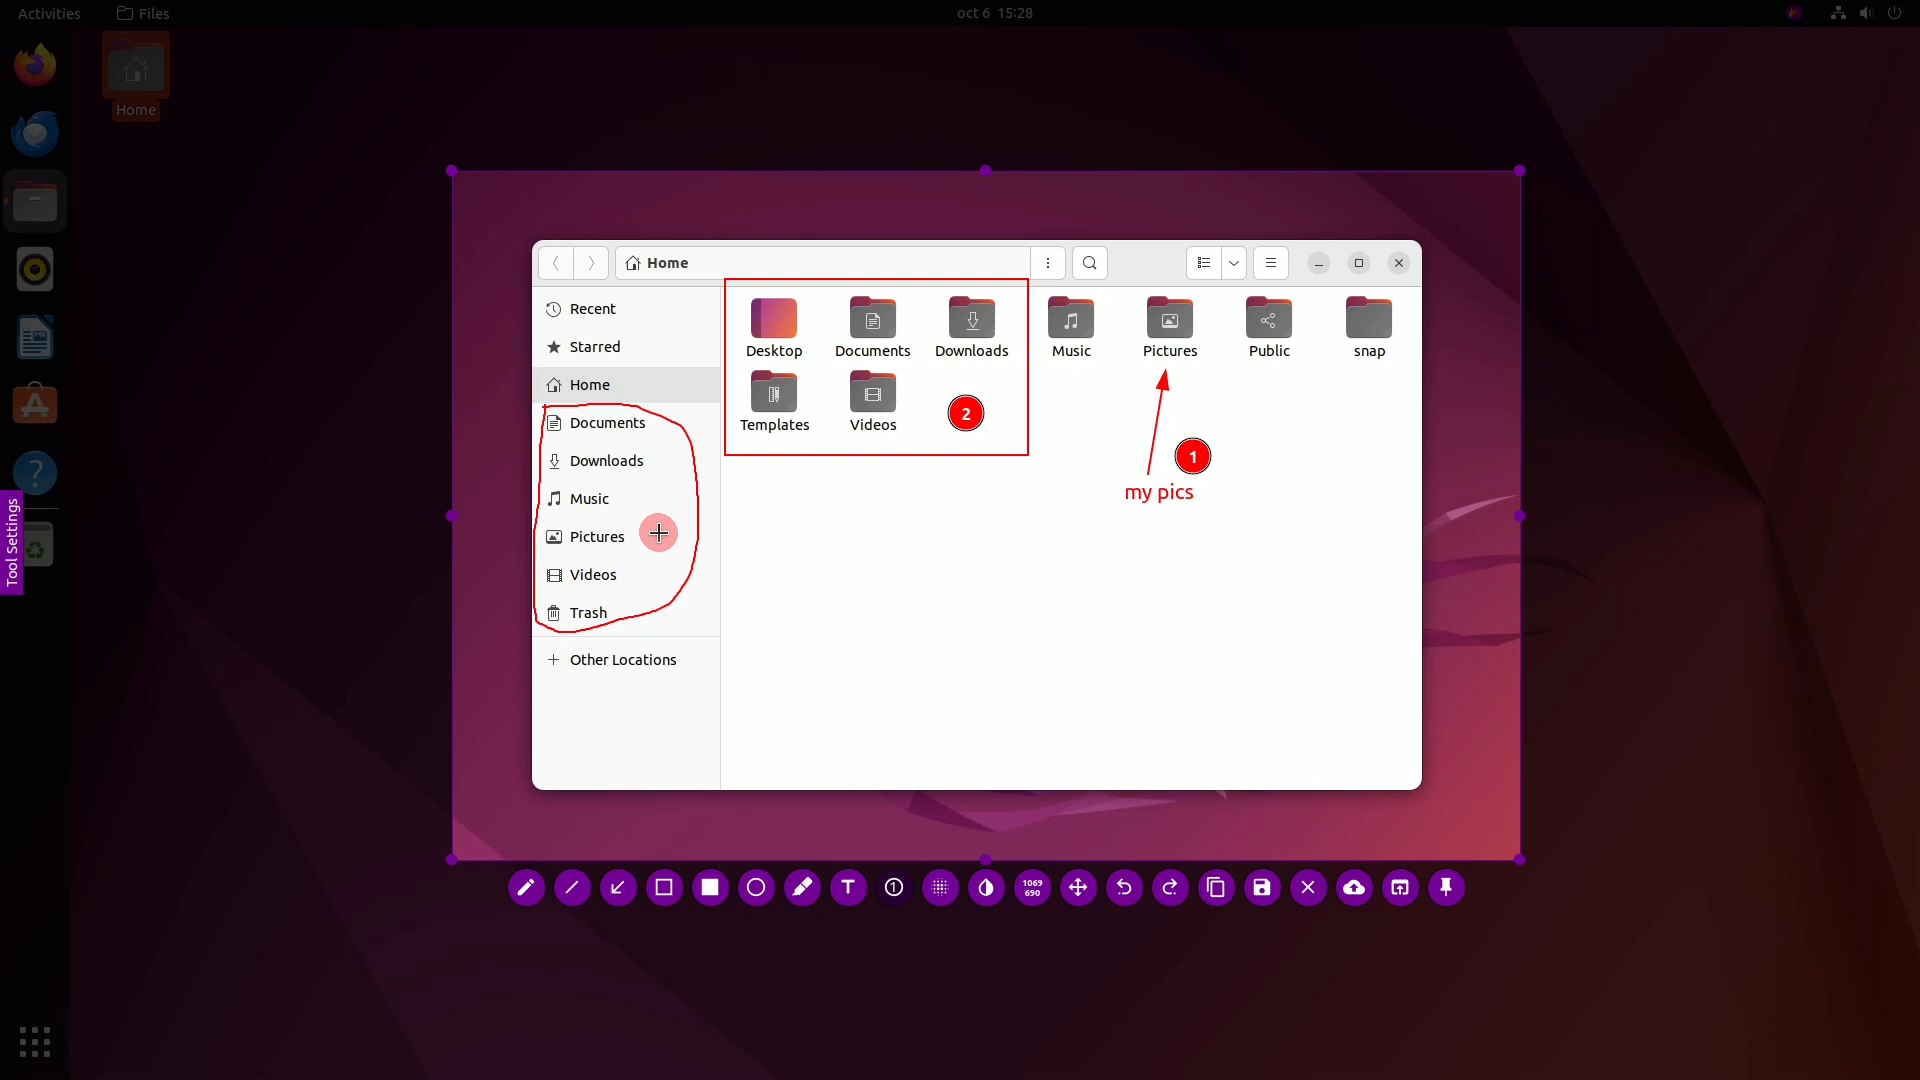 Activities Files oct 6 15:28
Home
Home
Recent
Starred
Home
Documents
Downloads
Music
Pictures
Videos
Trash
Other Locations
Desktop Documents Downloads Music Pictures Public snap
Templates Videos
2
1
my pics
Tool Settings
?
T
1
1069
690